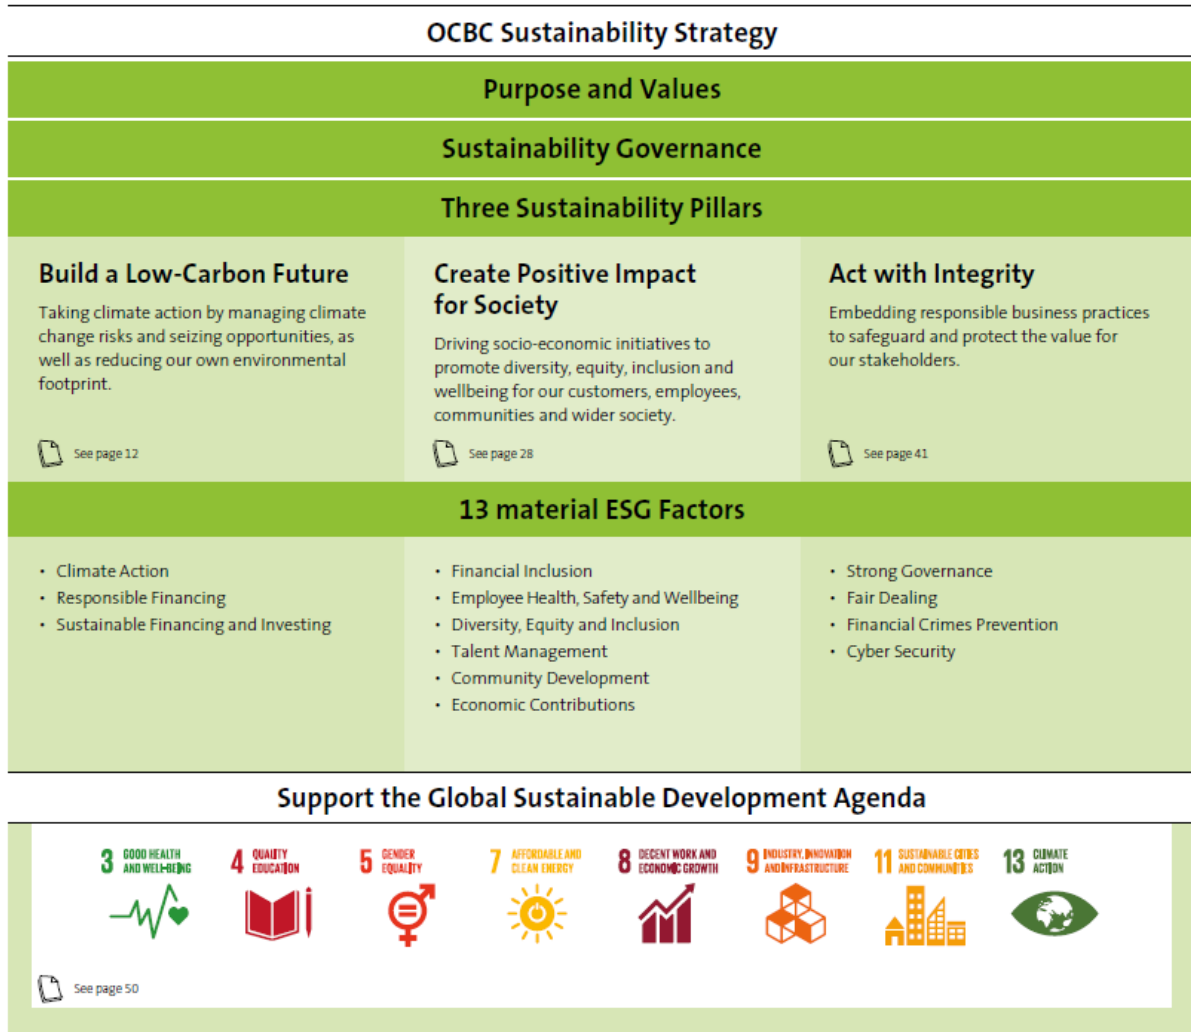 OCBC Sustainability Strategy
Purpose and Values
Sustainability Governance
Three Sustainability Pillars
Build a Low-Carbon Future
Taking climate action by managing climate
change risks and seizing opportunities, as
well as reducing our own environmental
footprint.
See page 12
Create Positive Impact
for Society
Driving socio-economic initiatives to
promote diversity, equity, inclusion and
wellbeing for our customers, employees,
communities and wider society.
See page 28
Act with Integrity
Embedding responsible business practices
to safeguard and protect the value for
our stakeholders.
See page 41
13 material ESG Factors
• Climate Action
• Responsible Financing
• Sustainable Financing and Investing
• Financial Inclusion
• Employee Health, Safety and Wellbeing
• Diversity, Equity and Inclusion
• Talent Management
• Community Development
• Economic Contributions
• Strong Governance
• Fair Dealing
• Financial Crimes Prevention
• Cyber Security
Support the Global Sustainable Development Agenda
3 GOOD HEALTH
AND WELL-BEING
4 QUALITY
EDUCATION
5 GENDER
EQUALITY
7 AFFORDABLE AND
CLEAN ENERGY
8 DECENT WORK AND
ECONOMIC GROWTH
9 INDUSTRY, INNOVATION
AND INFRASTRUCTURE
11 SUSTAINABLE CITIES
AND COMMUNITIES
13 CLIMATE
ACTION
See page 50